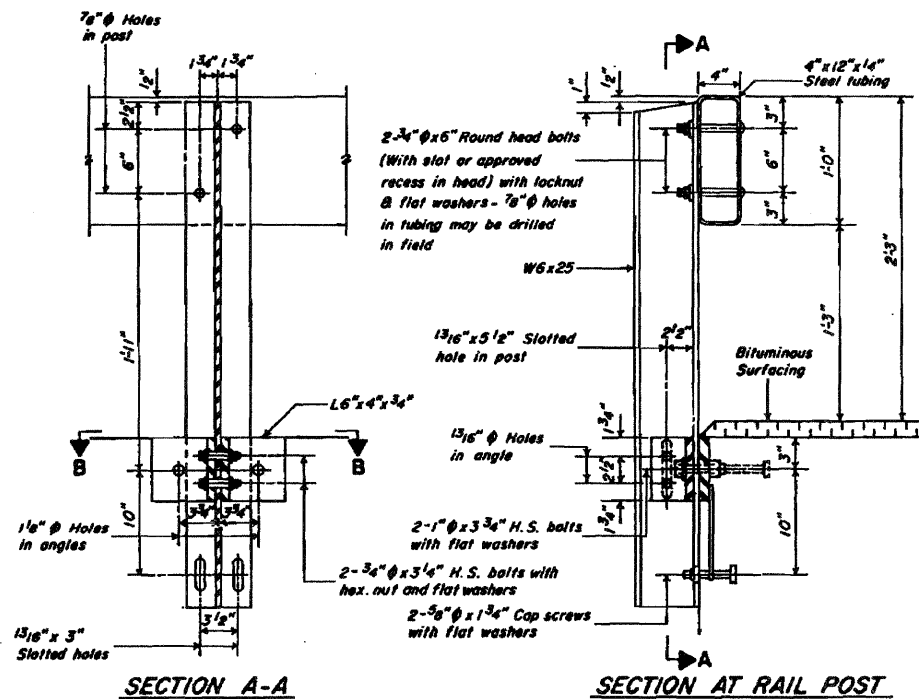 7/8" ϕ Holes
in post
1 3/4" 1 3/4"
1/2"
2 1/2"
6"
1'-11"
10"
L6"x4"x3/4"
B B
3 3/4" 3 3/4"
1 1/8" ϕ Holes
in angles
2-3/4" ϕ x 3 1/4" H.S. bolts with
hex. nut and flat washers
3 1/2"
13/16" x 3"
Slotted holes
SECTION A-A
A
4"
4"x12"x1/4"
Steel tubing
1"
1/2"
2-3/4" ϕ x 6" Round head bolts
(With slot or approved
recess in head) with locknut
& flat washers - 7/8" ϕ holes
in tubing may be drilled
in field
3"
6"
3"
1'-0"
2'-3"
1'-3"
W6x25
13/16" x 5 1/2" Slotted
hole in post
2 1/2"
Bituminous
Surfacing
13/16" ϕ Holes
in angle
1 3/4"
2 1/2"
1 3/4"
3"
10"
2-1" ϕ x 3 3/4" H.S. bolts
with flat washers
2-5/8" ϕ x 1 3/4" Cap screws
with flat washers
A
SECTION AT RAIL POST